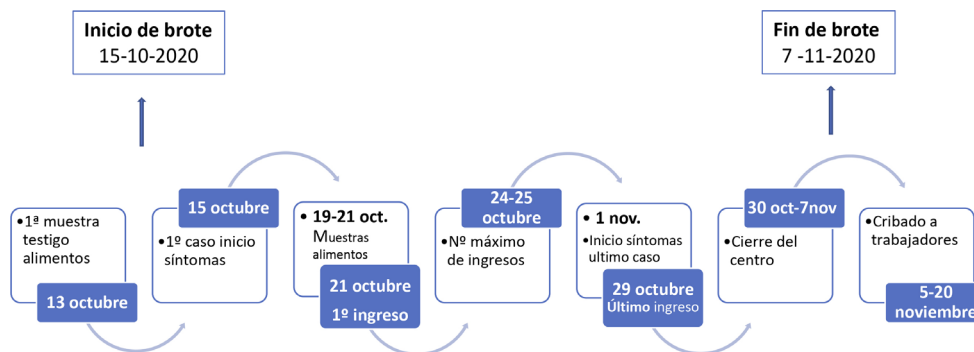 Inicio de brote
15-10-2020
Fin de brote
7 -11-2020
•1ª muestra
testigo
alimentos
13 octubre
15 octubre
•1º caso inicio
síntomas
•19-21 oct.
Muestras
alimentos
21 octubre
1º ingreso
24-25
octubre
•Nº máximo
de ingresos
•1 nov.
•Inicio síntomas
ultimo caso
29 octubre
Último ingreso
30 oct-7nov
•Cierre del
centro
•Cribado a
trabajadores
5-20
noviembre